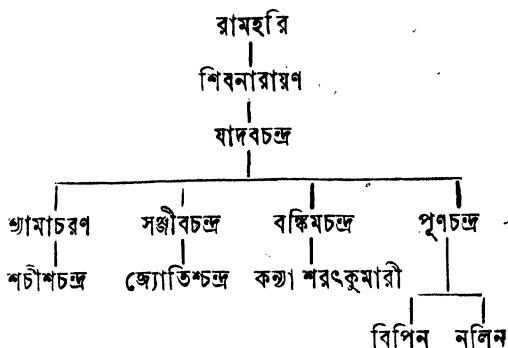 রামহরি
শিবনারায়ণ
যাদবচন্দ্র
শ্যামাচরণ সঞ্জীবচন্দ্র বঙ্কিমচন্দ্র পূণচন্দ্র
শচীশচন্দ্র জ্যোতিশ্চন্দ্র কন্যা শরৎকুমারী
বিপিন নলিন